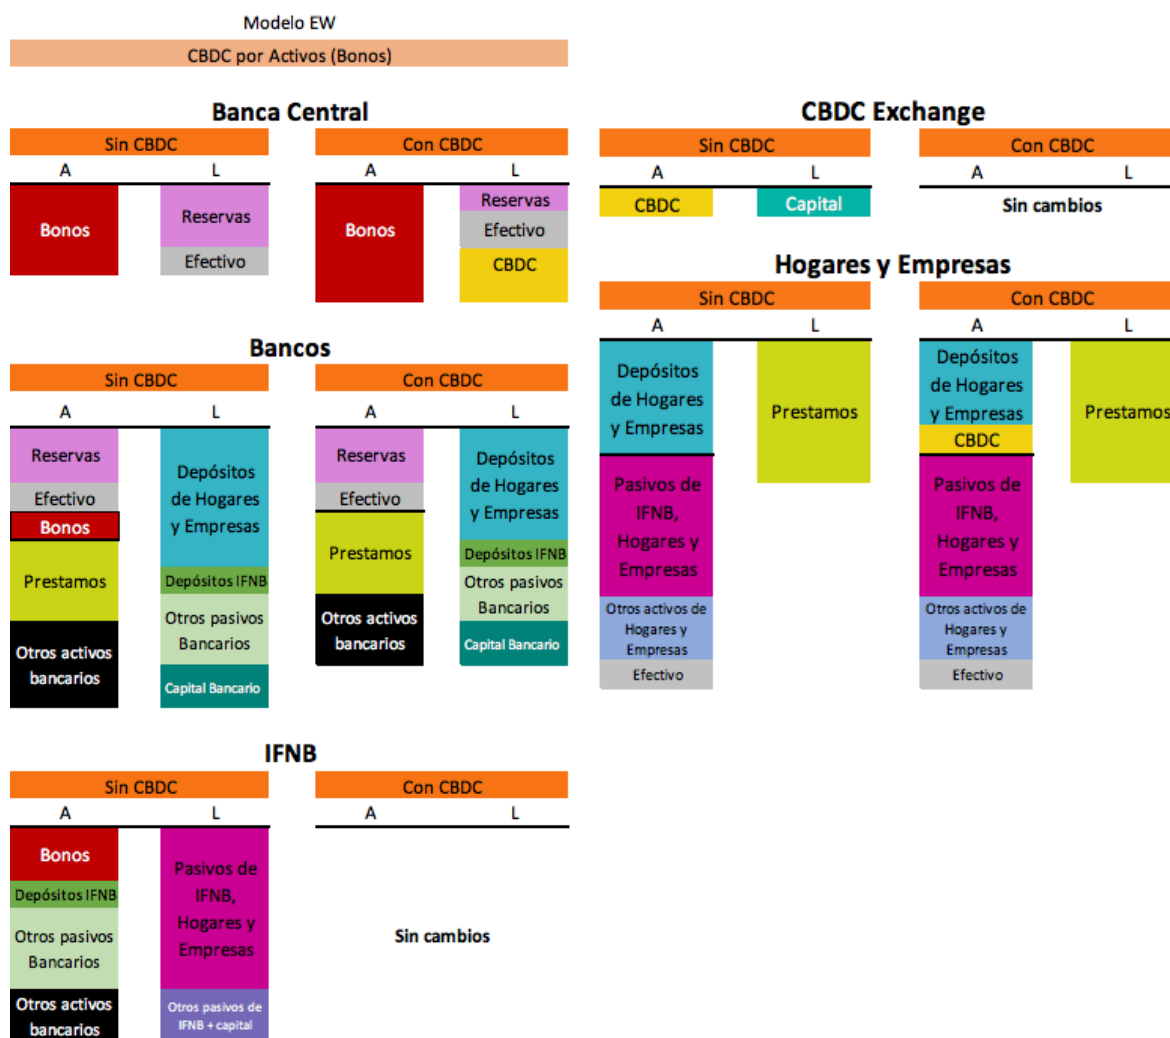 Modelo EW
CBDC por Activos (Bonos)
Banca Central
Sin CBDC
Con CBDC
A
L
A
L
Bonos
Reservas
Efectivo
Bonos
Reservas
Efectivo
CBDC
CBDC Exchange
Sin CBDC
Con CBDC
A
L
A
L
CBDC
Capital
Sin cambios
Bancos
Sin CBDC
Con CBDC
A
L
A
L
Reservas
Efectivo
Bonos
Prestamos
Otros activos
bancarios
Depósitos
de Hogares
y Empresas
Depósitos IFNB
Otros pasivos
Bancarios
Capital Bancario
Reservas
Efectivo
Prestamos
Otros activos
bancarios
Depósitos
de Hogares
y Empresas
Depósitos IFNB
Otros pasivos
Bancarios
Capital Bancario
Hogares y Empresas
Sin CBDC
Con CBDC
A
L
A
L
Depósitos
de Hogares
y Empresas
Pasivos de
IFNB,
Hogares y
Empresas
Otros activos de
Hogares y
Empresas
Efectivo
Prestamos
Depósitos
de Hogares
y Empresas
CBDC
Pasivos de
IFNB,
Hogares y
Empresas
Otros activos de
Hogares y
Empresas
Efectivo
Prestamos
IFNB
Sin CBDC
Con CBDC
A
L
A
L
Bonos
Depósitos IFNB
Otros pasivos
Bancarios
Otros activos
bancarios
Pasivos de
IFNB,
Hogares y
Empresas
Otros pasivos de
IFNB + capital
Sin cambios